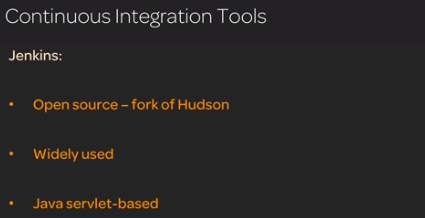 Continuous Integration Tools
Jenkins:
• Open source – fork of Hudson
• Widely used
• Java servlet-based